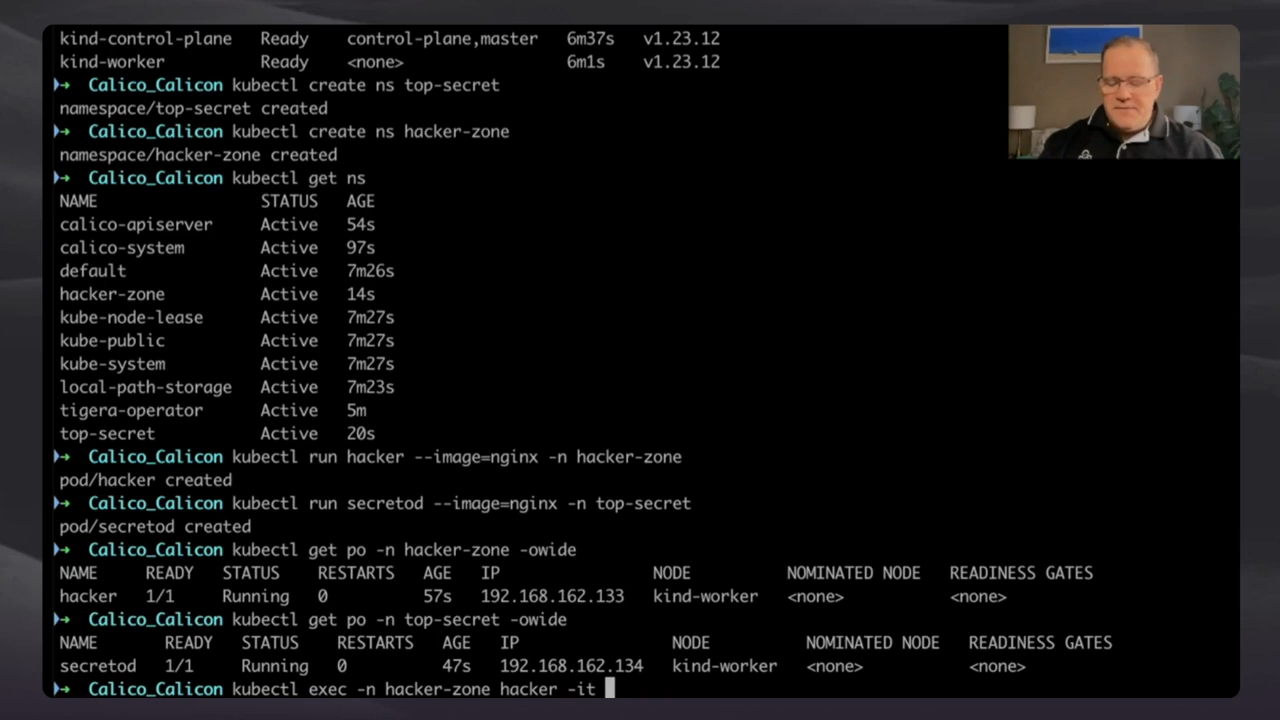 kind-control-plane Ready control-plane,master 6m37s v1.23.12
kind-worker Ready <none> 6m1s v1.23.12
Calico_Calicon kubectl create ns top-secret
namespace/top-secret created
Calico_Calicon kubectl create ns hacker-zone
namespace/hacker-zone created
Calico_Calicon kubectl get ns
NAME STATUS AGE
calico-apiserver Active 54s
calico-system Active 97s
default Active 7m26s
hacker-zone Active 14s
kube-node-lease Active 7m27s
kube-public Active 7m27s
kube-system Active 7m27s
local-path-storage Active 7m23s
tigera-operator Active 5m
top-secret Active 20s
Calico_Calicon kubectl run hacker --image=nginx -n hacker-zone
pod/hacker created
Calico_Calicon kubectl run secretod --image=nginx -n top-secret
pod/secretod created
Calico_Calicon kubectl get po -n hacker-zone -owide
NAME READY STATUS RESTARTS AGE IP NODE NOMINATED NODE READINESS GATES
hacker 1/1 Running 0 57s 192.168.162.133 kind-worker <none> <none>
Calico_Calicon kubectl get po -n top-secret -owide
NAME READY STATUS RESTARTS AGE IP NODE NOMINATED NODE READINESS GATES
secretod 1/1 Running 0 47s 192.168.162.134 kind-worker <none> <none>
Calico_Calicon kubectl exec -n hacker-zone hacker -it